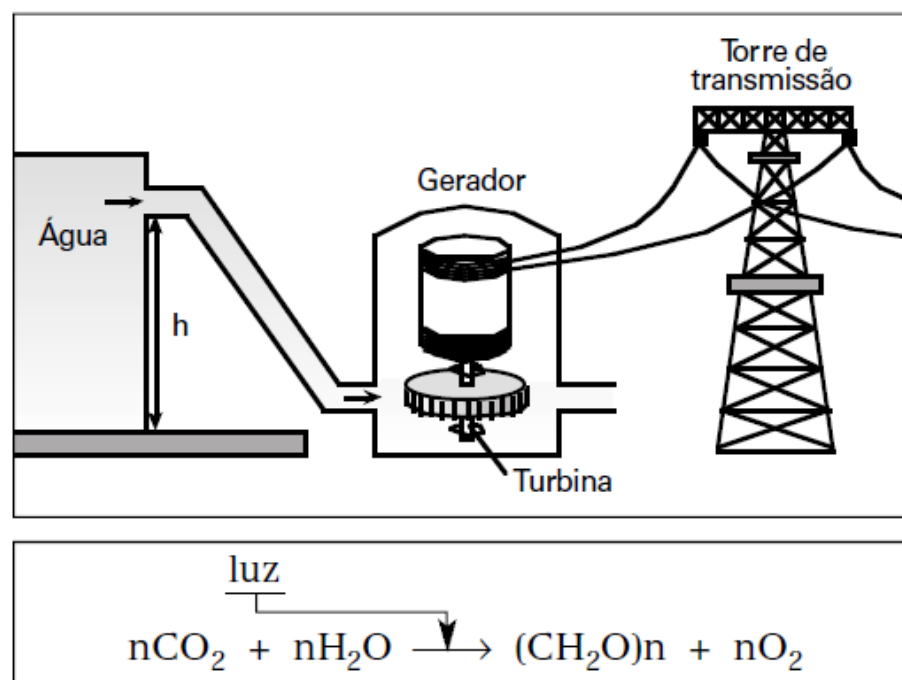 Torre de
transmissão
Gerador
Água
h
Turbina
luz
nCO₂ + nH₂O → (CH₂O)n + nO₂